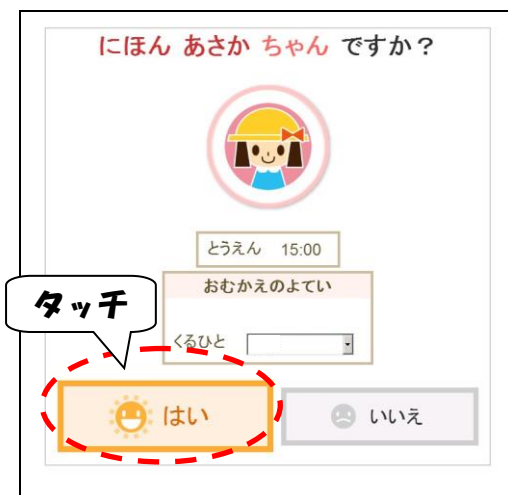 にほん あさか ちゃん ですか？
とうえん 15:00
おむかえのよてい
くるひと
タッチ
はい
いいえ